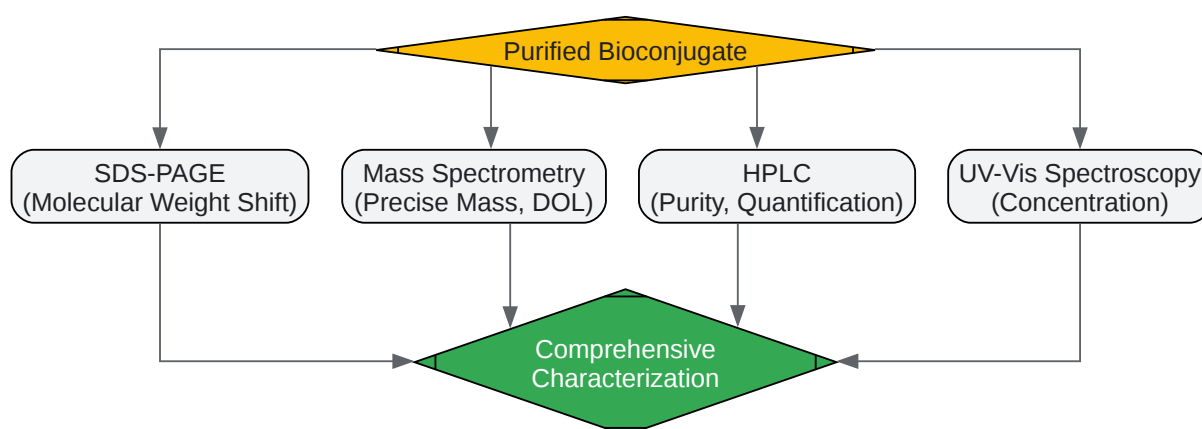 Purified Bioconjugate
SDS-PAGE
(Molecular Weight Shift)
Mass Spectrometry
(Precise Mass, DOL)
HPLC
(Purity, Quantification)
UV-Vis Spectroscopy
(Concentration)
Comprehensive
Characterization